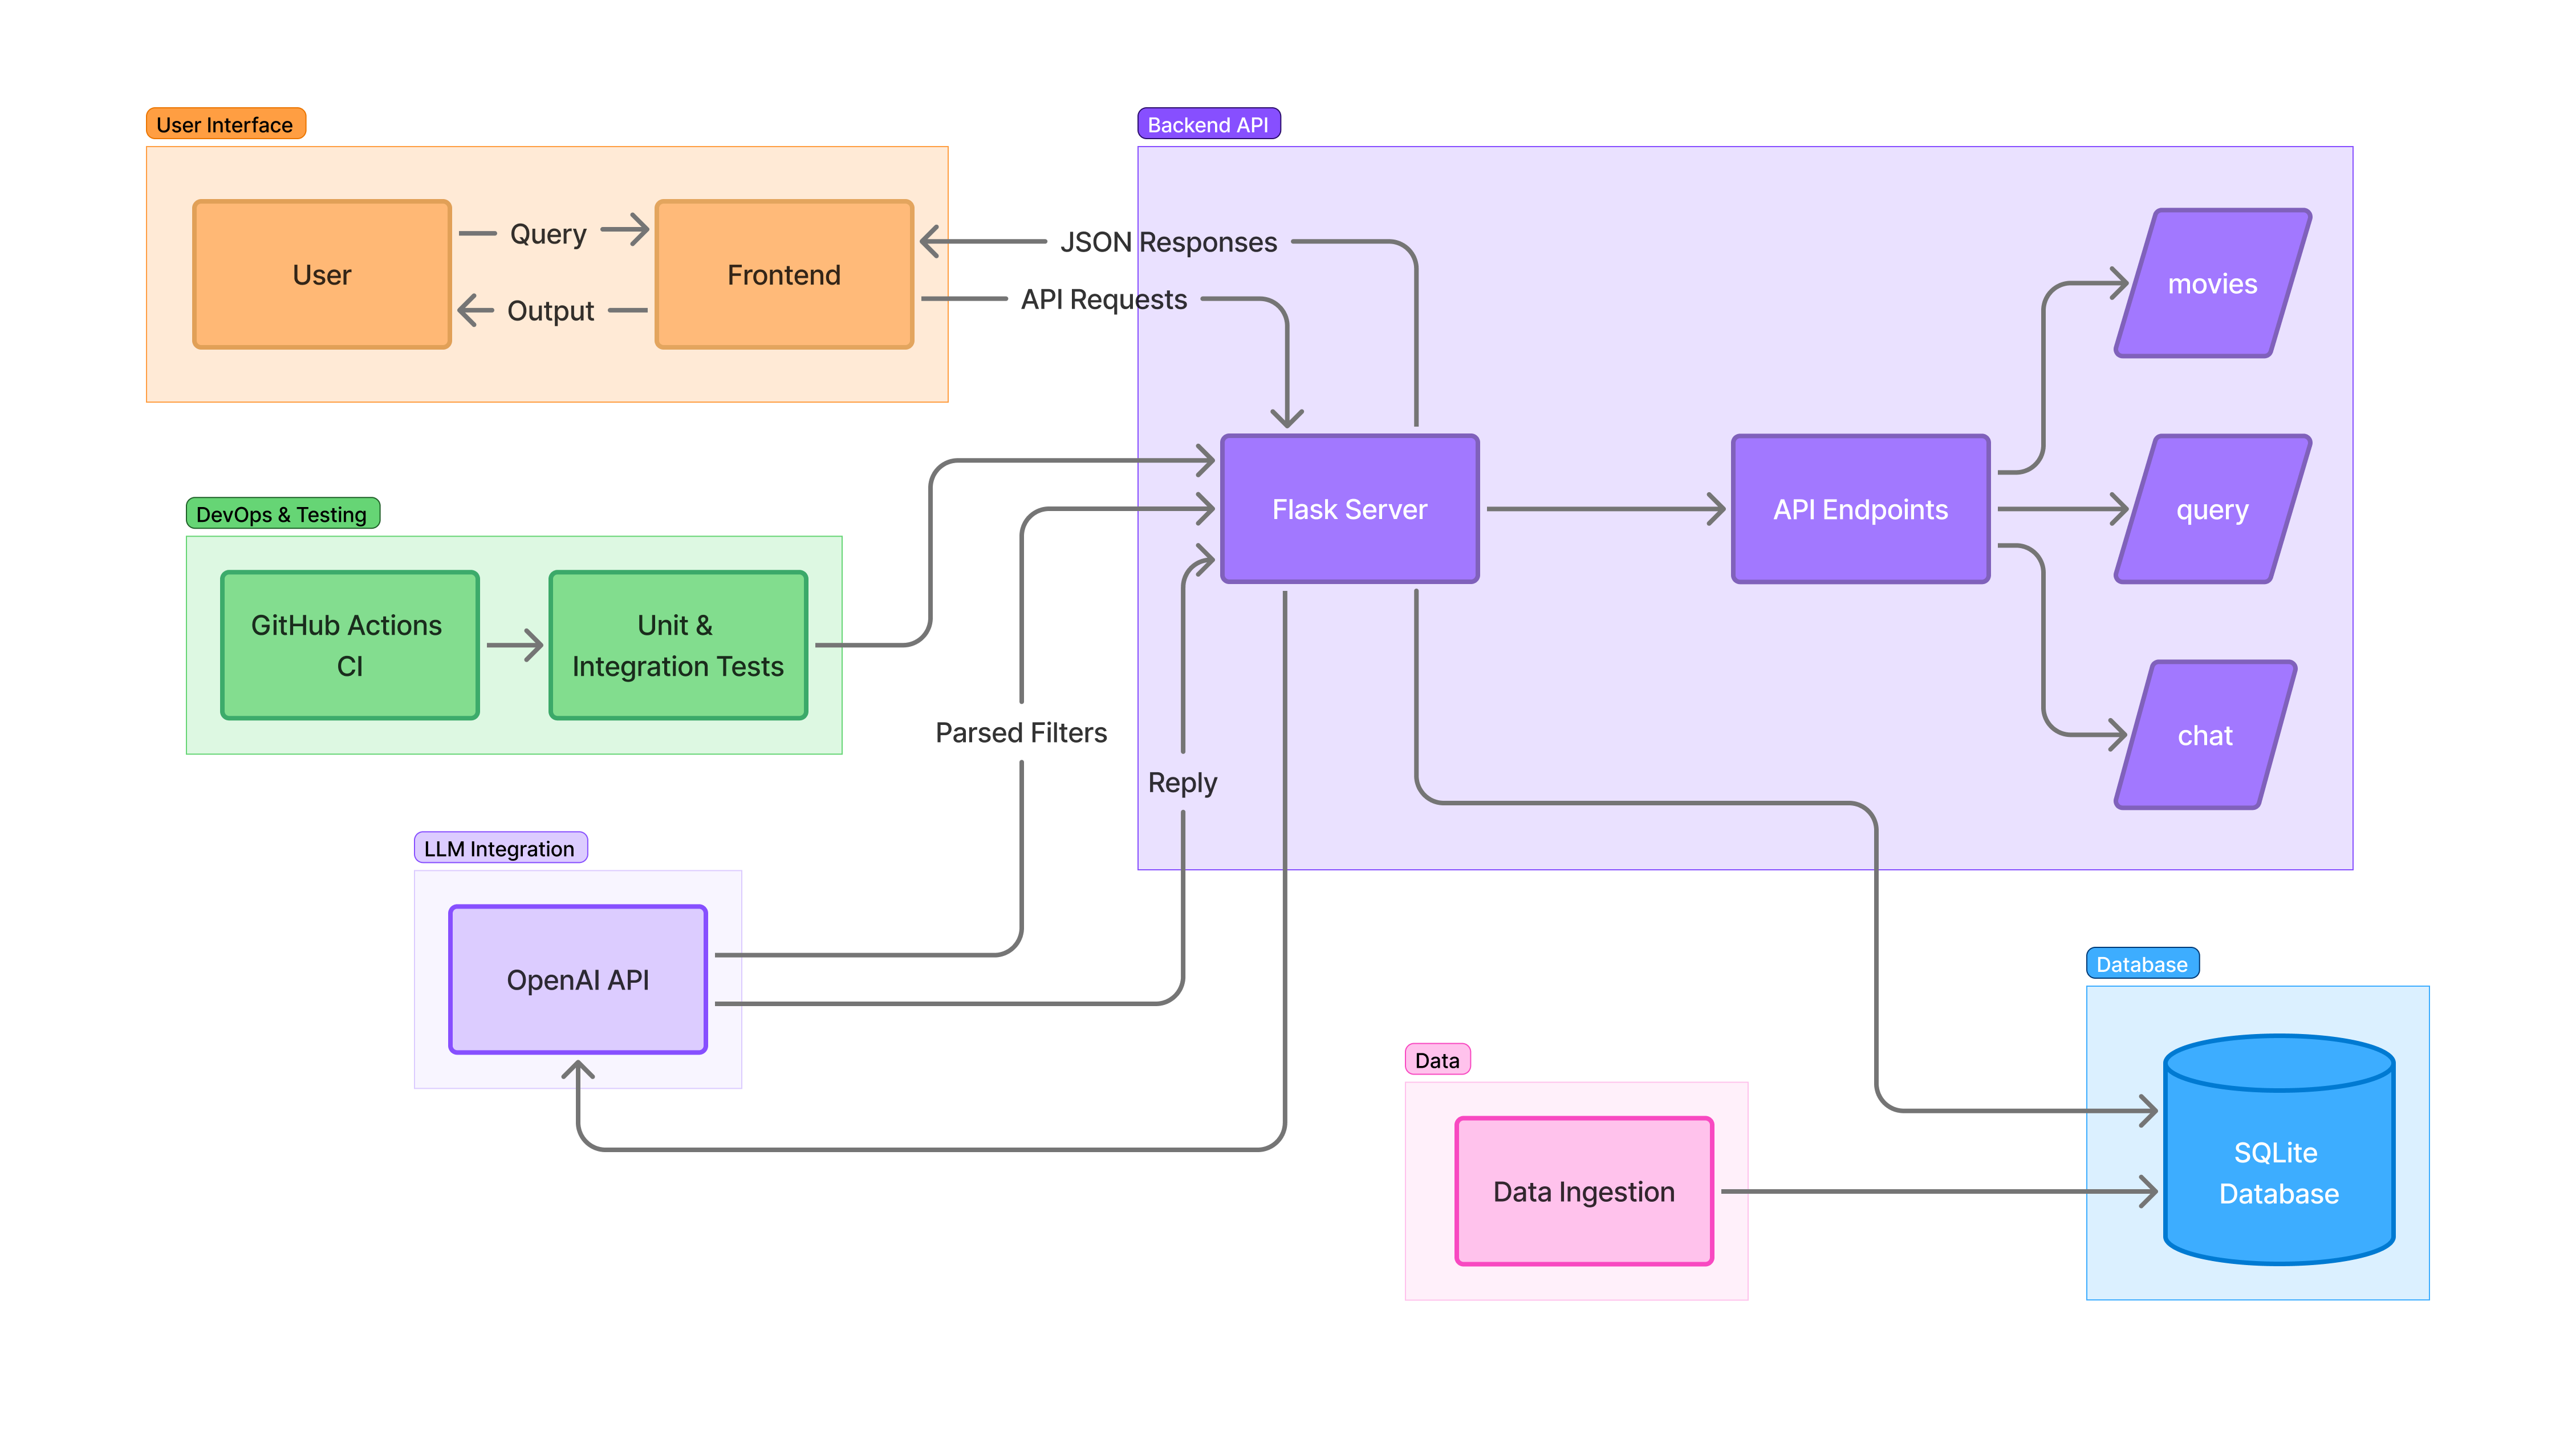 User Interface
User
Query
Output
Frontend
JSON Responses
API Requests
Backend API
Flask Server
API Endpoints
movies
query
chat
DevOps & Testing
GitHub Actions
CI
Unit &
Integration Tests
Parsed Filters
Reply
LLM Integration
OpenAI API
Data
Data Ingestion
Database
SQLite
Database